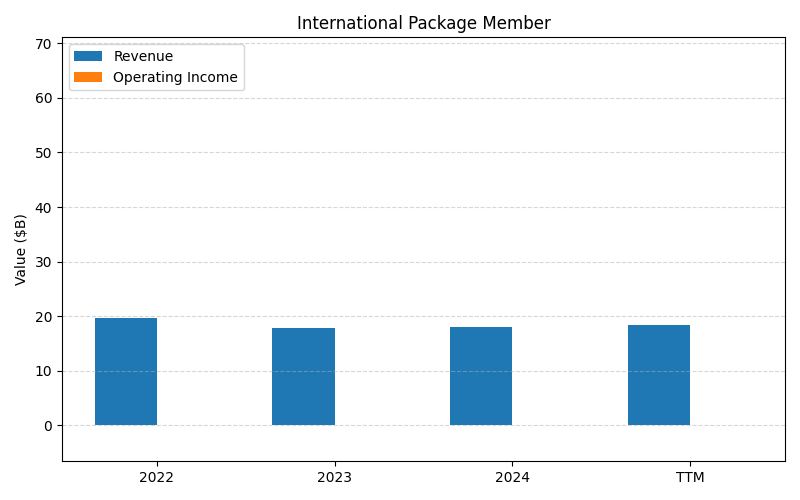 International Package Member
Revenue
Operating Income
Value ($B)
70
60
50
40
30
20
10
0
2022
2023
2024
TTM